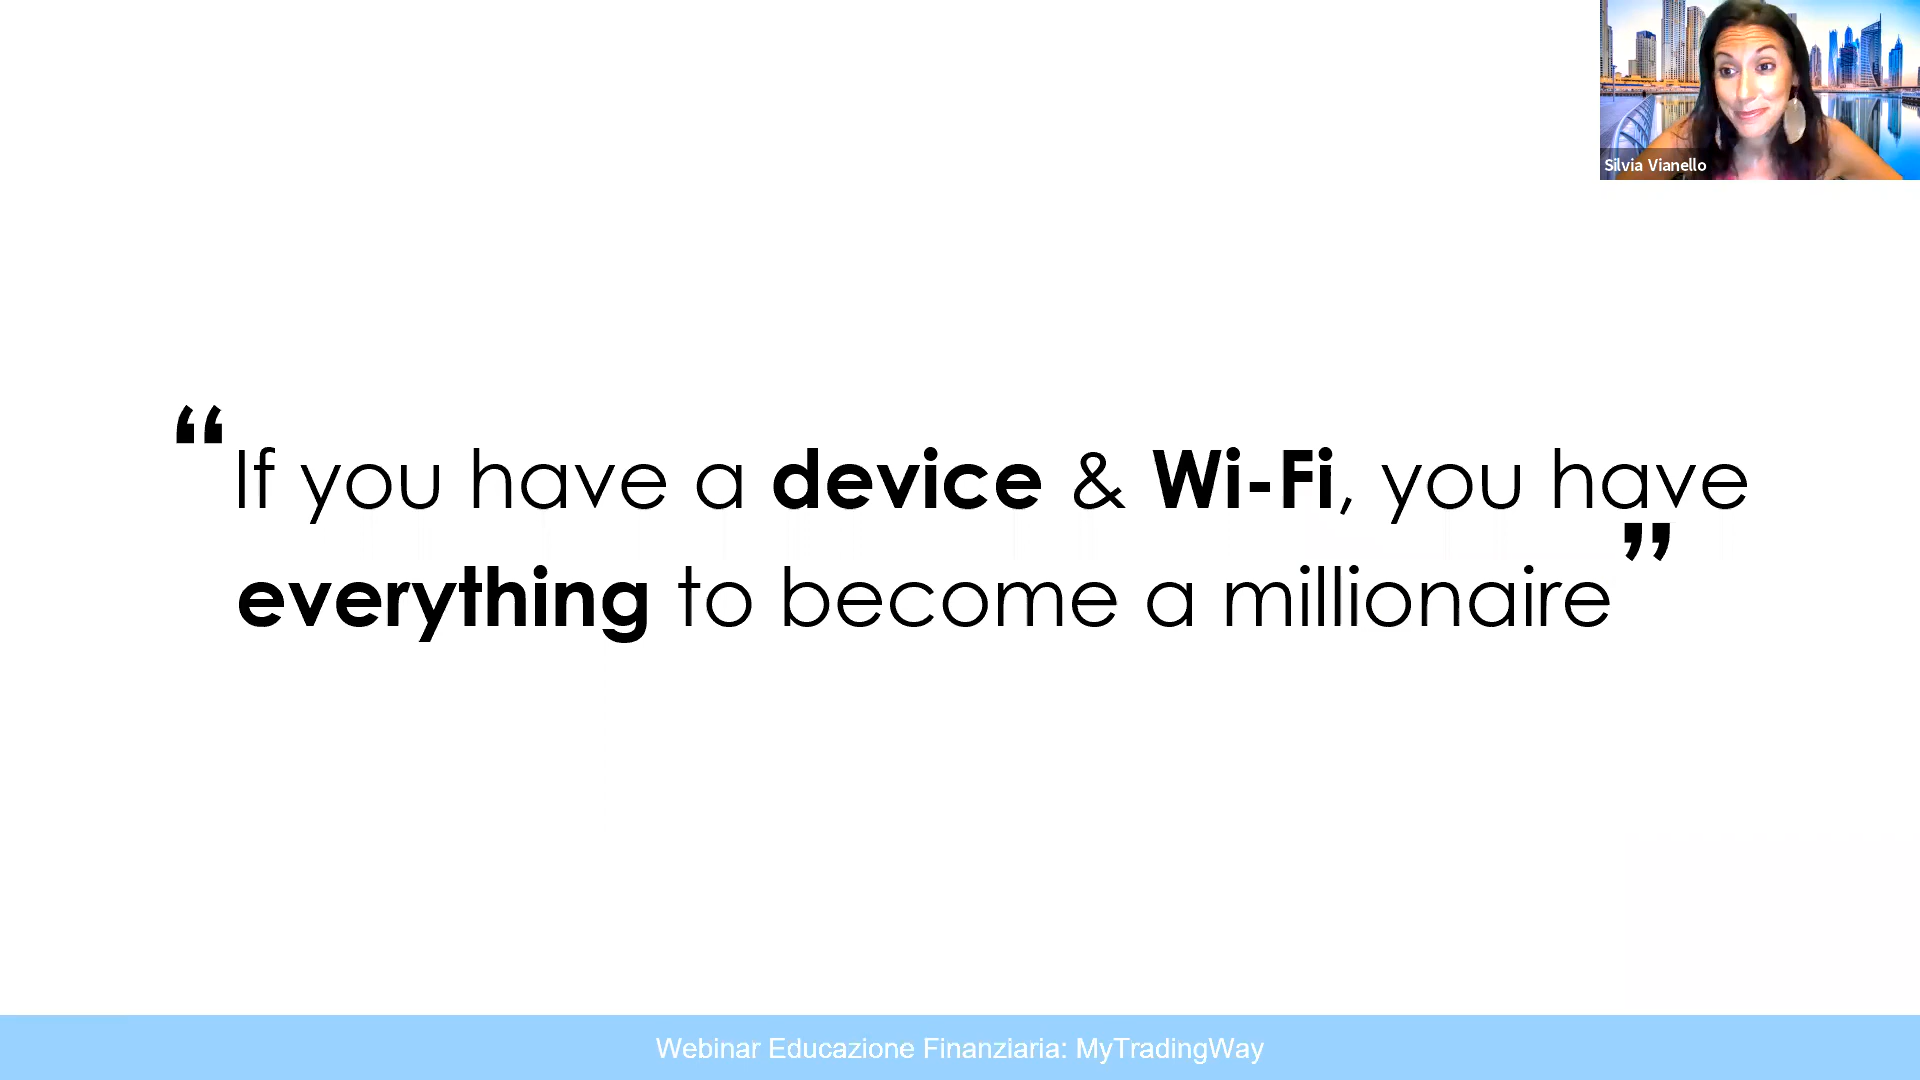 Silvia Vianello
“If you have a device & Wi-Fi, you have
everything to become a millionaire”
Webinar Educazione Finanziaria: MyTradingWay